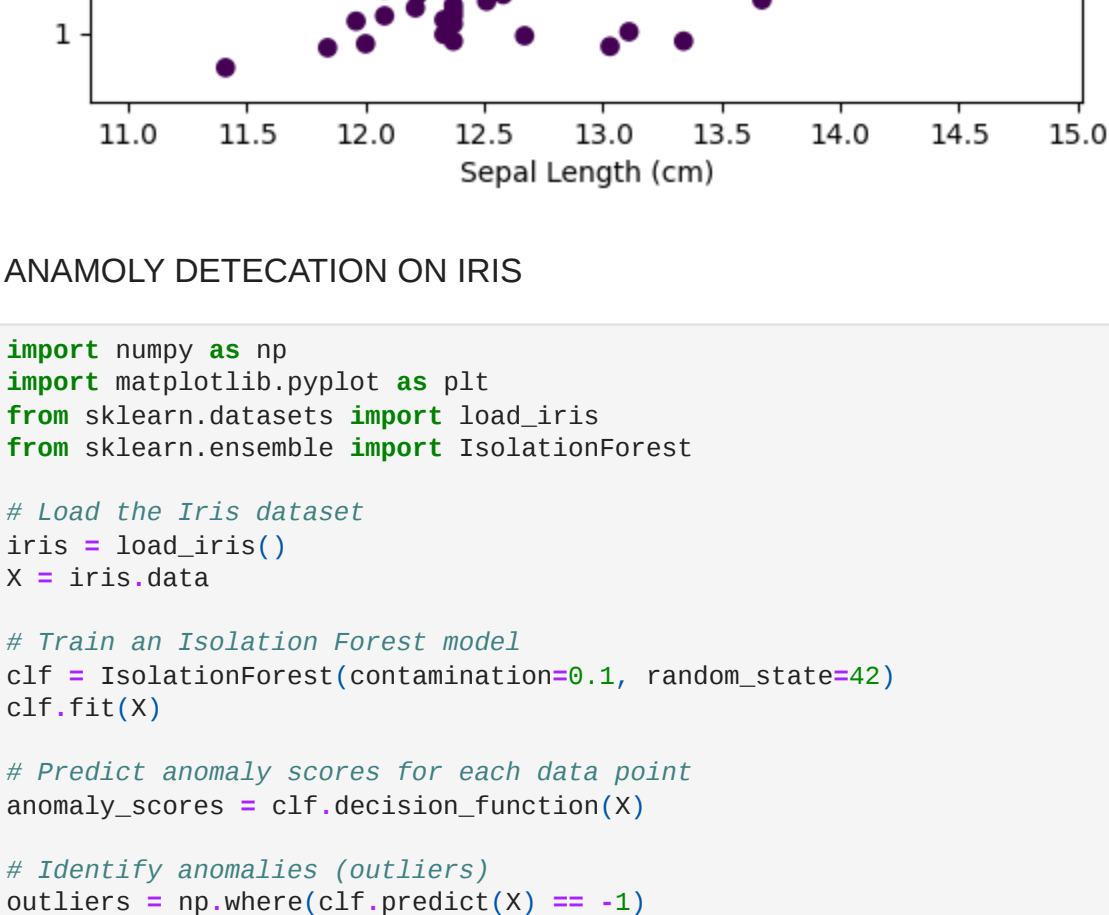 1
11.0 11.5 12.0 12.5 13.0 13.5 14.0 14.5 15.0
Sepal Length (cm)
ANAMOLY DETECATION ON IRIS
import numpy as np
import matplotlib.pyplot as plt
from sklearn.datasets import load_iris
from sklearn.ensemble import IsolationForest
# Load the Iris dataset
iris = load_iris()
X = iris.data
# Train an Isolation Forest model
clf = IsolationForest(contamination=0.1, random_state=42)
clf.fit(X)
# Predict anomaly scores for each data point
anomaly_scores = clf.decision_function(X)
# Identify anomalies (outliers)
outliers = np.where(clf.predict(X) == -1)